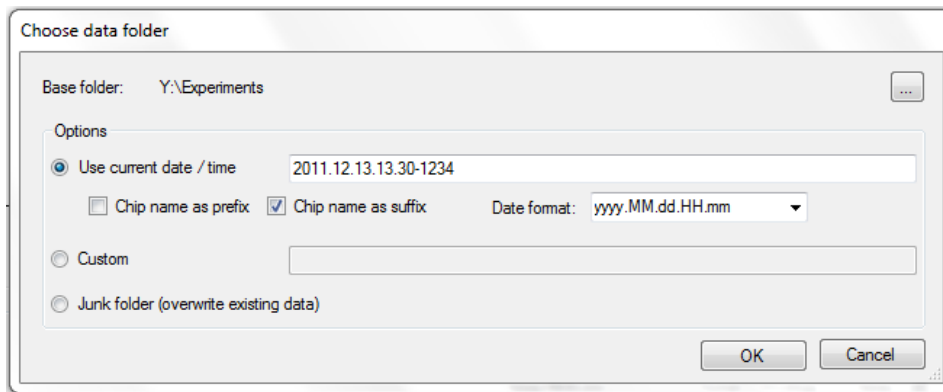 Choose data folder
Base folder: Y:\Experiments ...
Options
Use current date / time 2011.12.13.13.30-1234
Chip name as prefix Chip name as suffix Date format: yyyy.MM.dd.HH.mm
Custom
Junk folder (overwrite existing data)
OK Cancel